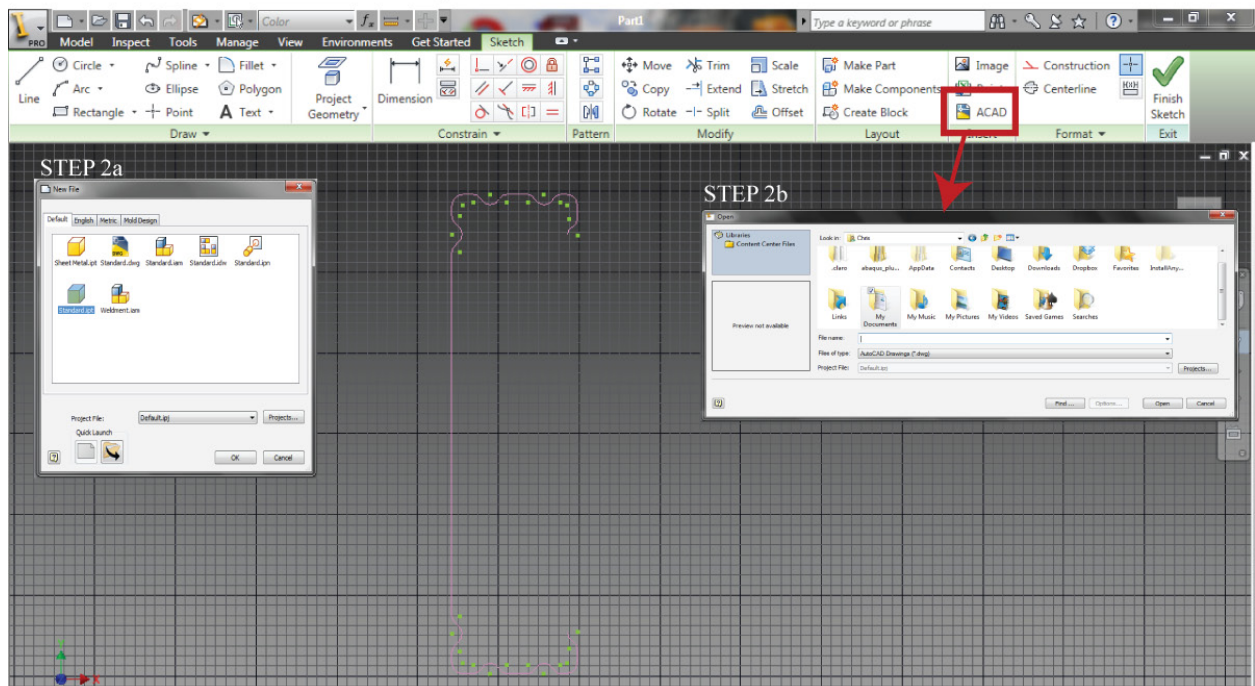 Color
Part1
Type a keyword or phrase
PRO
Model Inspect Tools Manage View Environments Get Started Sketch
Circle Spline Fillet
Arc Ellipse Polygon
Rectangle Point A Text
Line
Project Geometry
Dimension
Move Trim Scale
Copy Extend Stretch
Rotate Split Offset
Make Part
Make Components
Create Block
Image
ACAD
Construction
Centerline
Finish Sketch
Draw Constrain Pattern Modify Layout Insert Format Exit
STEP 2a
New File
Default English Metric Mold Design
Sheet Metal.ipt Standard.dwg Standard.iam Standard.idw Standard.ipn
Standard.ipt Weldment.iam
Project File: Default.ipj Projects...
Quick Launch
OK Cancel
STEP 2b
Open
Libraries
Content Center Files
Look in: Chris
.claro abaqus_plu... AppData Contacts Desktop Downloads Dropbox Favorites InstallAny...
Links My Documents My Music My Pictures My Videos Saved Games Searches
Preview not available
File name:
Files of type: AutoCAD Drawings (*.dwg)
Project File: Default.ipj Projects...
Find... Options... Open Cancel
X